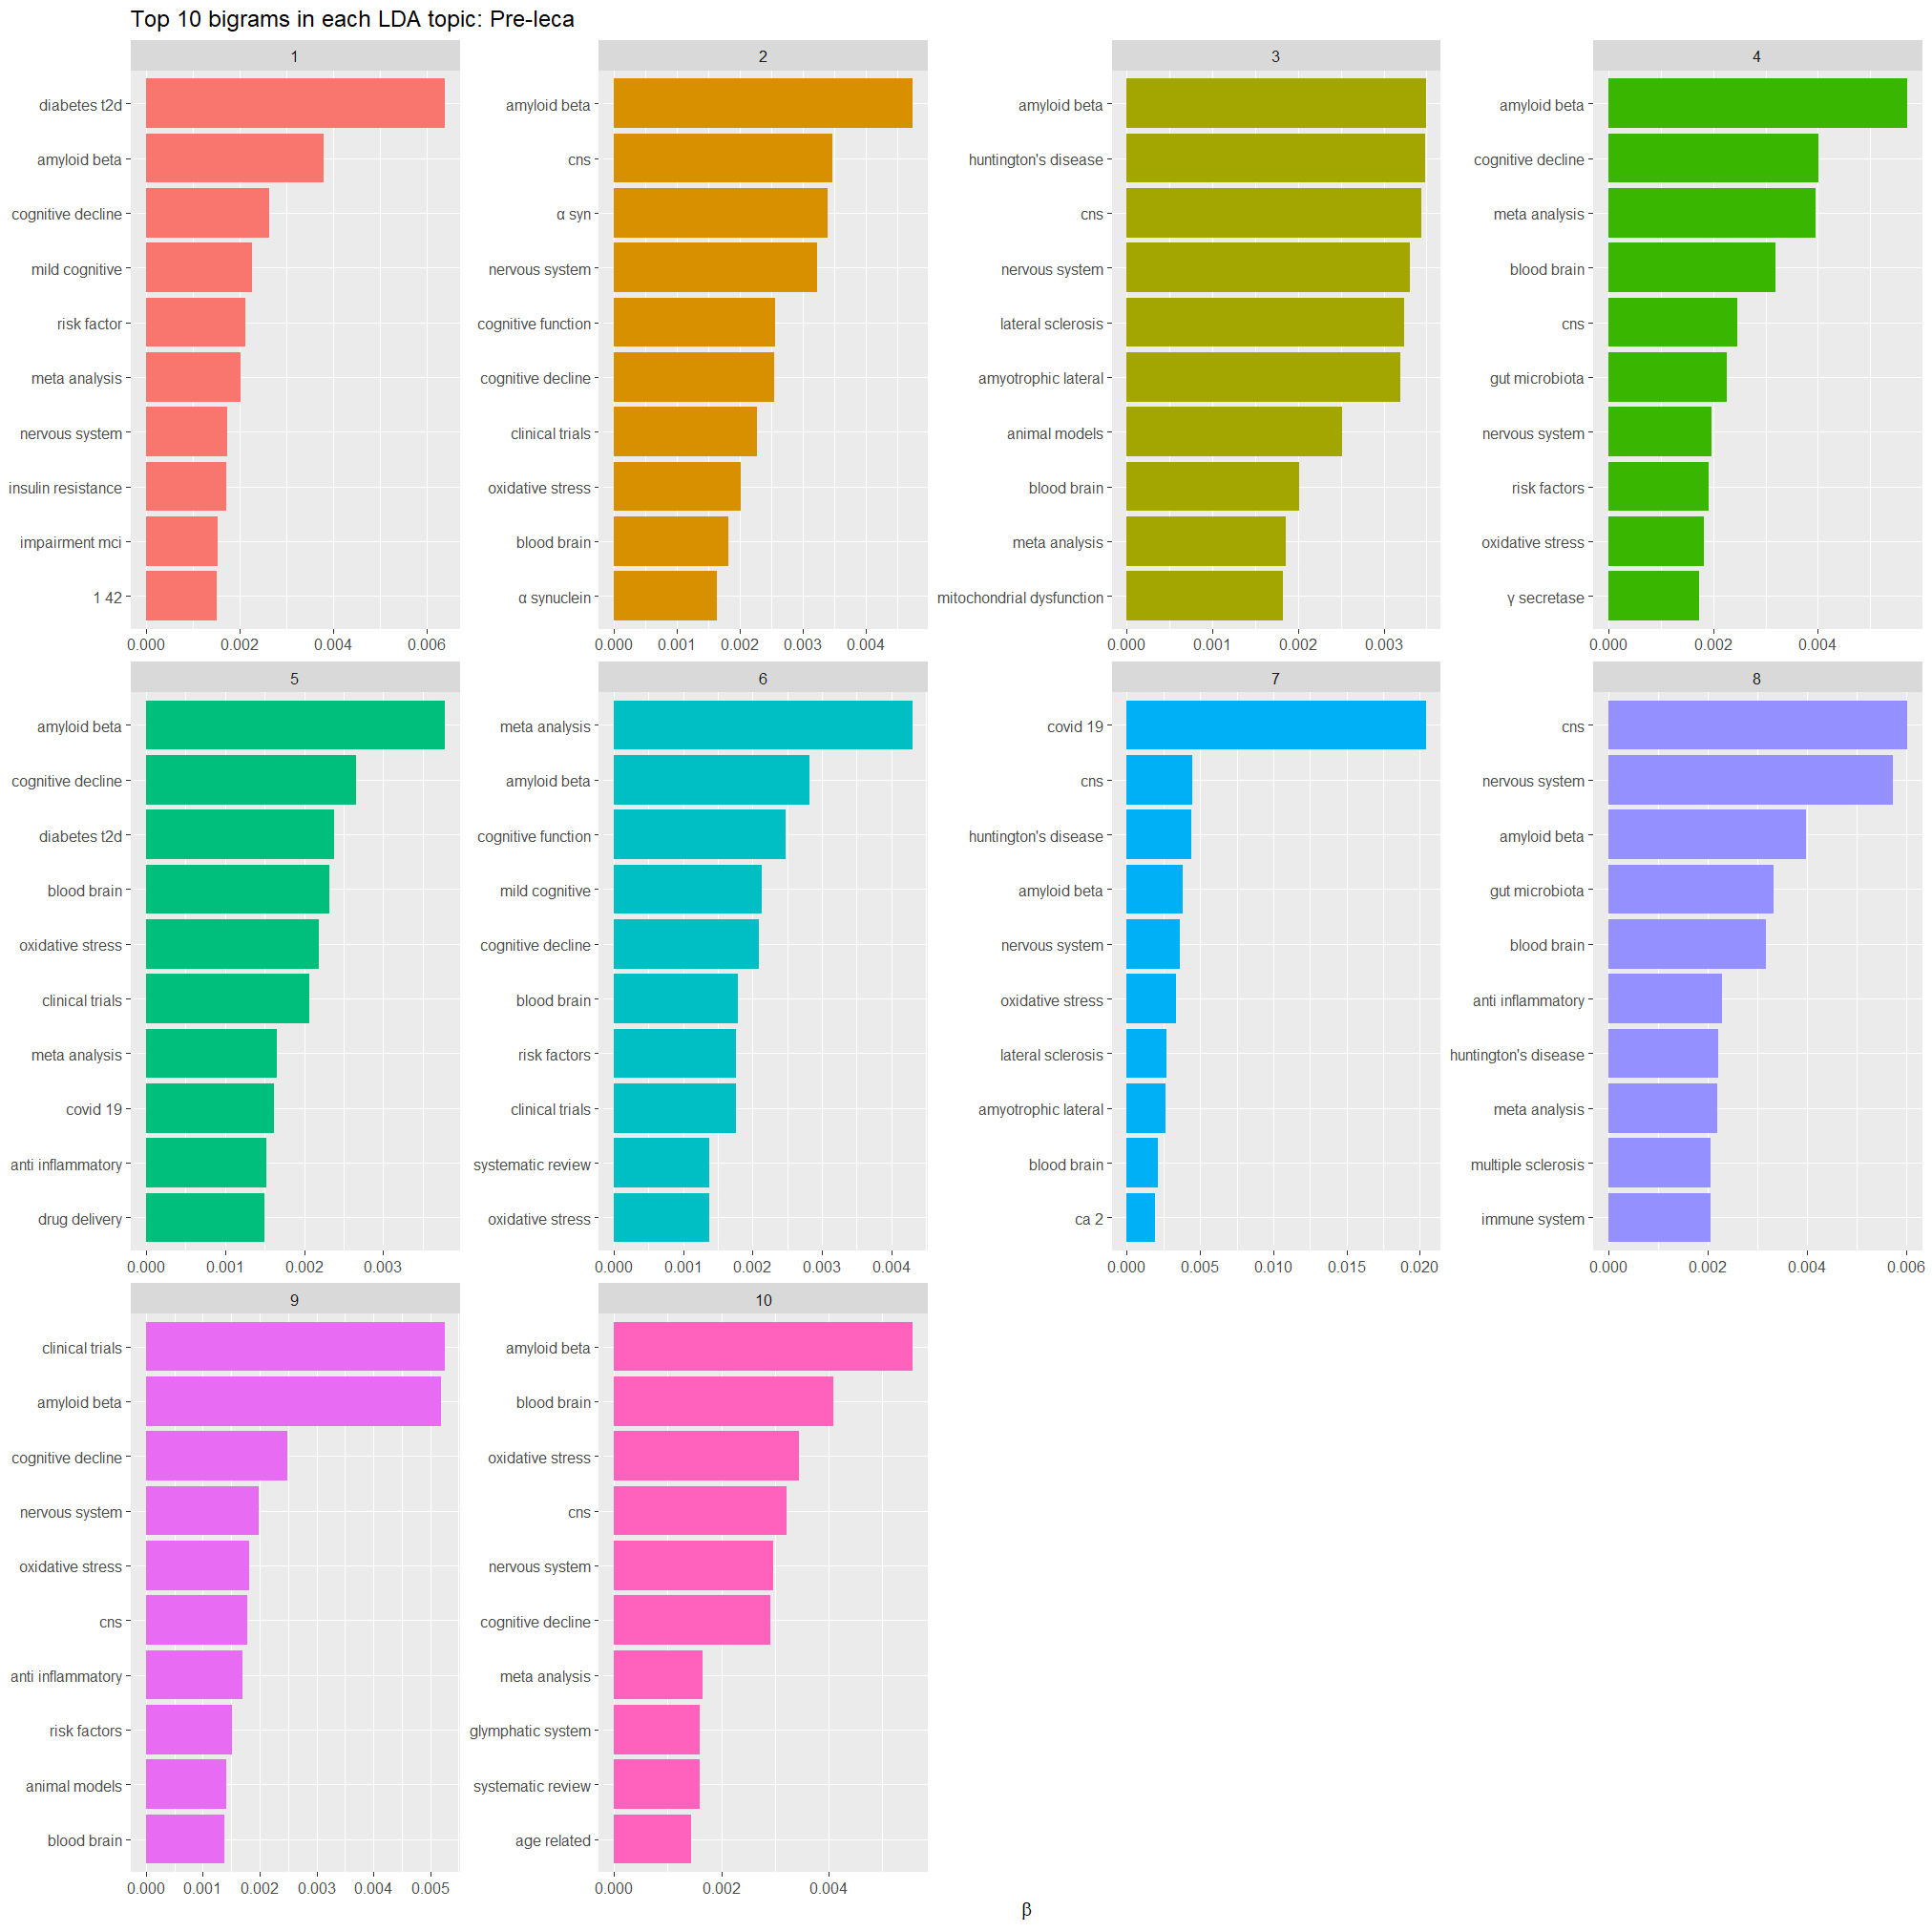 Top 10 bigrams in each LDA topic: Pre-leca
1
diabetes t2d
amyloid beta
cognitive decline
mild cognitive
risk factor
meta analysis
nervous system
insulin resistance
impairment mci
1 42
0.000 0.002 0.004 0.006
2
amyloid beta
cns
α syn
nervous system
cognitive function
cognitive decline
clinical trials
oxidative stress
blood brain
α synuclein
0.000 0.001 0.002 0.003 0.004
3
amyloid beta
huntington's disease
cns
nervous system
lateral sclerosis
amyotrophic lateral
animal models
blood brain
meta analysis
mitochondrial dysfunction
0.000 0.001 0.002 0.003
4
amyloid beta
cognitive decline
meta analysis
blood brain
cns
gut microbiota
nervous system
risk factors
oxidative stress
γ secretase
0.000 0.002 0.004
5
amyloid beta
cognitive decline
diabetes t2d
blood brain
oxidative stress
clinical trials
meta analysis
covid 19
anti inflammatory
drug delivery
0.000 0.001 0.002 0.003
6
meta analysis
amyloid beta
cognitive function
mild cognitive
cognitive decline
blood brain
risk factors
clinical trials
systematic review
oxidative stress
0.000 0.001 0.002 0.003 0.004
7
covid 19
cns
huntington's disease
amyloid beta
nervous system
oxidative stress
lateral sclerosis
amyotrophic lateral
blood brain
ca 2
0.000 0.005 0.010 0.015 0.020
8
cns
nervous system
amyloid beta
gut microbiota
blood brain
anti inflammatory
huntington's disease
meta analysis
multiple sclerosis
immune system
0.000 0.002 0.004 0.006
9
clinical trials
amyloid beta
cognitive decline
nervous system
oxidative stress
cns
anti inflammatory
risk factors
animal models
blood brain
0.000 0.001 0.002 0.003 0.004 0.005
10
amyloid beta
blood brain
oxidative stress
cns
nervous system
cognitive decline
meta analysis
glymphatic system
systematic review
age related
0.000 0.002 0.004
β